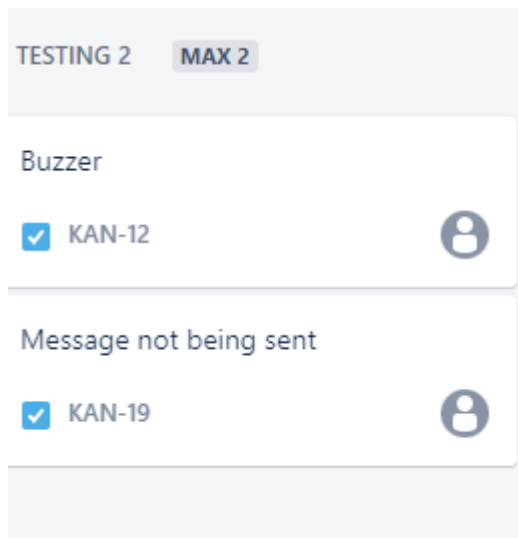 TESTING 2 MAX 2
Buzzer
KAN-12
Message not being sent
KAN-19